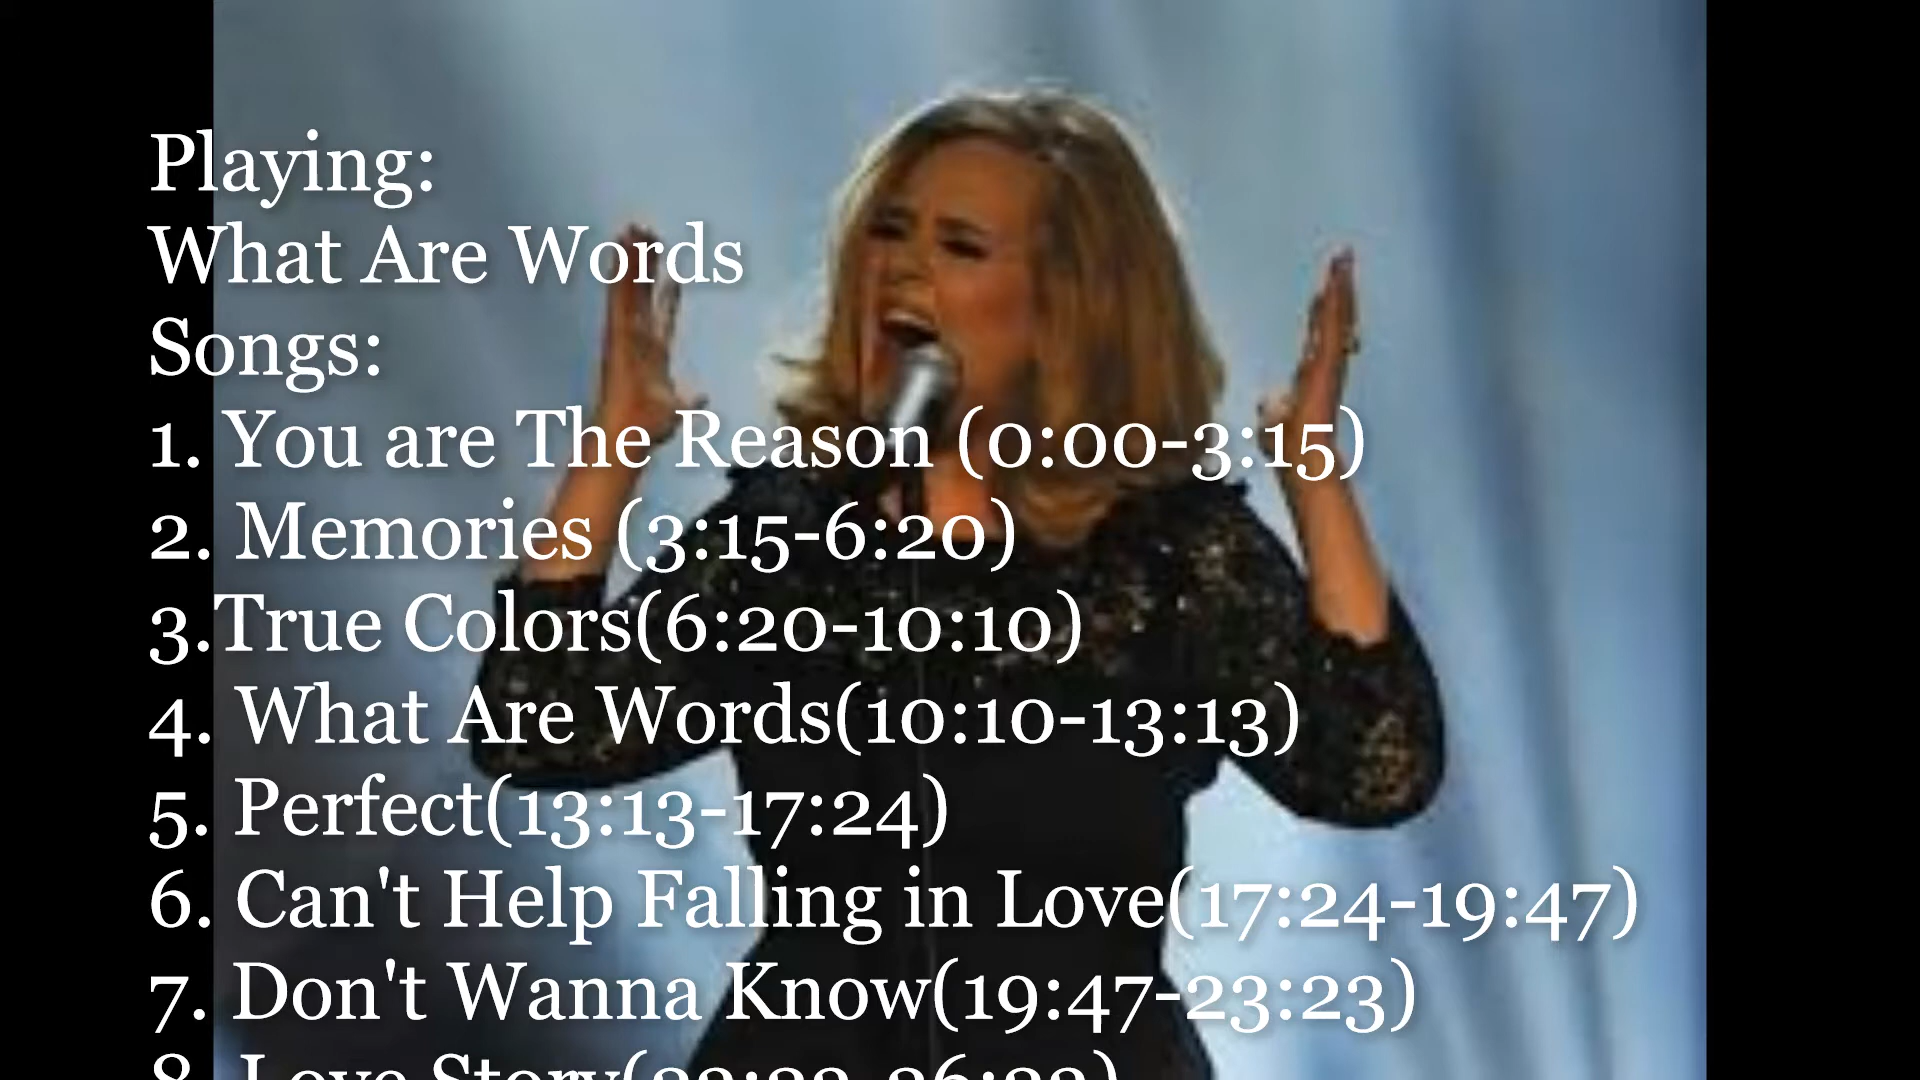 Playing:
What Are Words
Songs:
1. You are The Reason (0:00-3:15)
2. Memories (3:15-6:20)
3.True Colors(6:20-10:10)
4. What Are Words(10:10-13:13)
5. Perfect(13:13-17:24)
6. Can't Help Falling in Love(17:24-19:47)
7. Don't Wanna Know(19:47-23:23)
8. Love Story